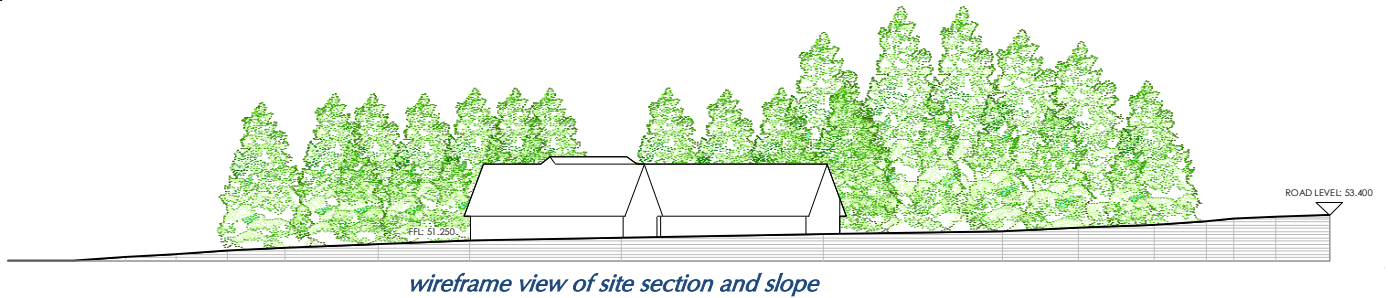 ROAD LEVEL: 53.400
FFL: 51.250
wireframe view of site section and slope